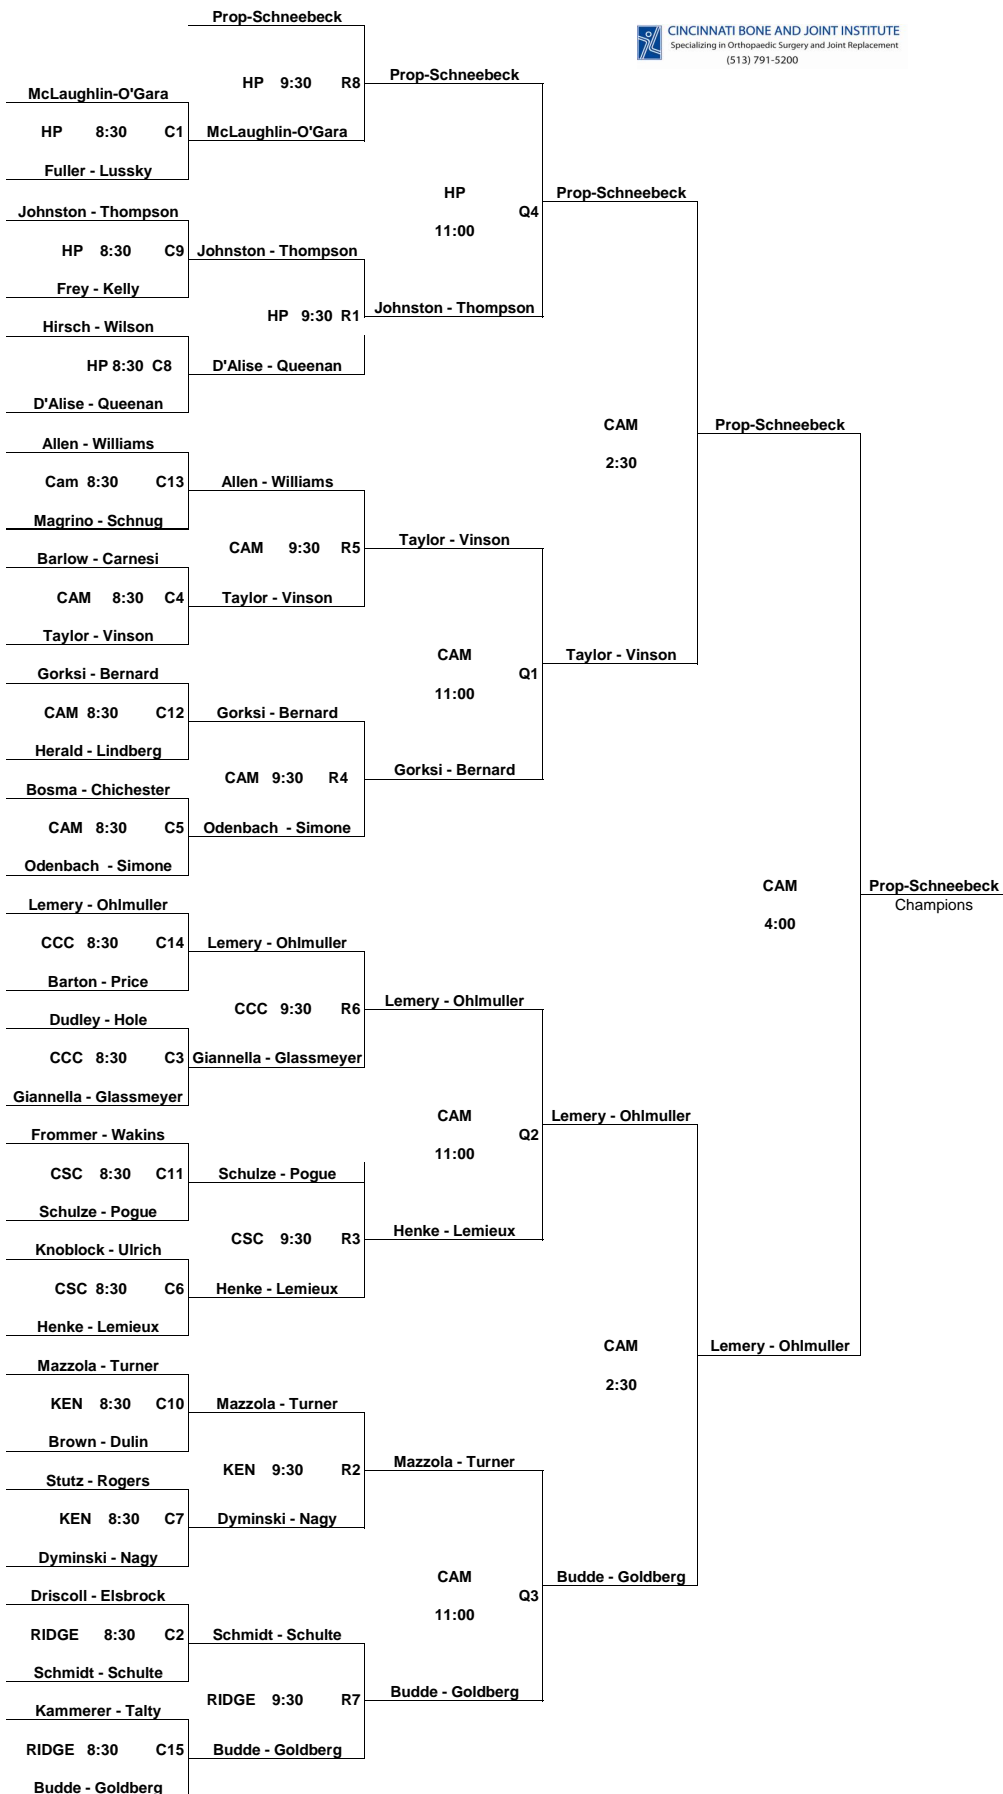 Prop-Schneebeck
CINCINNATI BONE AND JOINT INSTITUTE
Specializing in Orthopaedic Surgery and Joint Replacement
(513) 791-5200
HP 9:30 R8
Prop-Schneebeck
McLaughlin-O'Gara
HP 8:30 C1
McLaughlin-O'Gara
Fuller - Lussky
HP
Prop-Schneebeck
Q4
11:00
Johnston - Thompson
HP 8:30 C9
Johnston - Thompson
Frey - Kelly
HP 9:30 R1
Johnston - Thompson
Hirsch - Wilson
HP 8:30 C8
D'Alise - Queenan
D'Alise - Queenan
CAM
Prop-Schneebeck
2:30
Allen - Williams
Cam 8:30 C13
Allen - Williams
Magrino - Schnug
CAM 9:30 R5
Taylor - Vinson
Barlow - Carnesi
CAM 8:30 C4
Taylor - Vinson
Taylor - Vinson
CAM
Taylor - Vinson
Q1
11:00
Gorksi - Bernard
CAM 8:30 C12
Gorksi - Bernard
Herald - Lindberg
CAM 9:30 R4
Gorksi - Bernard
Bosma - Chichester
CAM 8:30 C5
Odenbach - Simone
Odenbach - Simone
CAM
Prop-Schneebeck
Champions
4:00
Lemery - Ohlmuller
CCC 8:30 C14
Lemery - Ohlmuller
Barton - Price
CCC 9:30 R6
Lemery - Ohlmuller
Dudley - Hole
CCC 8:30 C3
Giannella - Glassmeyer
Giannella - Glassmeyer
CAM
Lemery - Ohlmuller
Q2
11:00
Frommer - Wakins
CSC 8:30 C11
Schulze - Pogue
Schulze - Pogue
CSC 9:30 R3
Henke - Lemieux
Knoblock - Ulrich
CSC 8:30 C6
Henke - Lemieux
Henke - Lemieux
CAM
Lemery - Ohlmuller
2:30
Mazzola - Turner
KEN 8:30 C10
Mazzola - Turner
Brown - Dulin
KEN 9:30 R2
Mazzola - Turner
Stutz - Rogers
KEN 8:30 C7
Dyminski - Nagy
Dyminski - Nagy
CAM
Budde - Goldberg
Q3
11:00
Driscoll - Elsbrock
RIDGE 8:30 C2
Schmidt - Schulte
Schmidt - Schulte
RIDGE 9:30 R7
Budde - Goldberg
Kammerer - Talty
RIDGE 8:30 C15
Budde - Goldberg
Budde - Goldberg